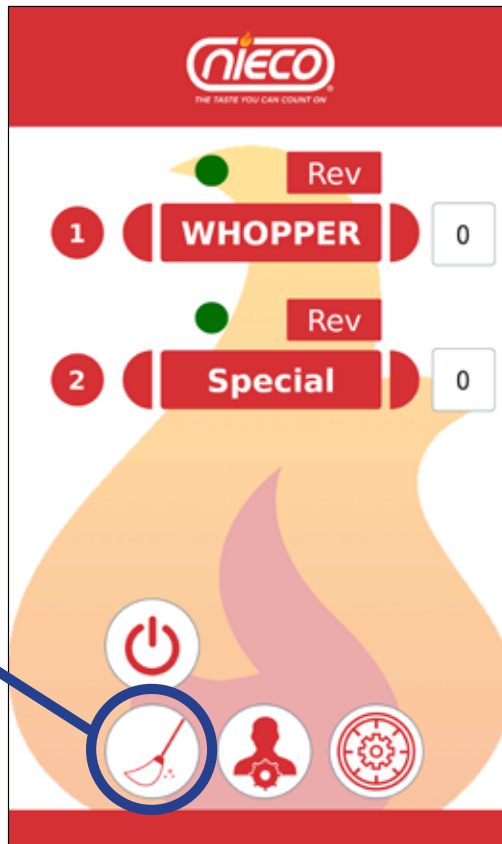 nieco
THE TASTE YOU CAN COUNT ON
Rev
1 WHOPPER 0
Rev
2 Special 0